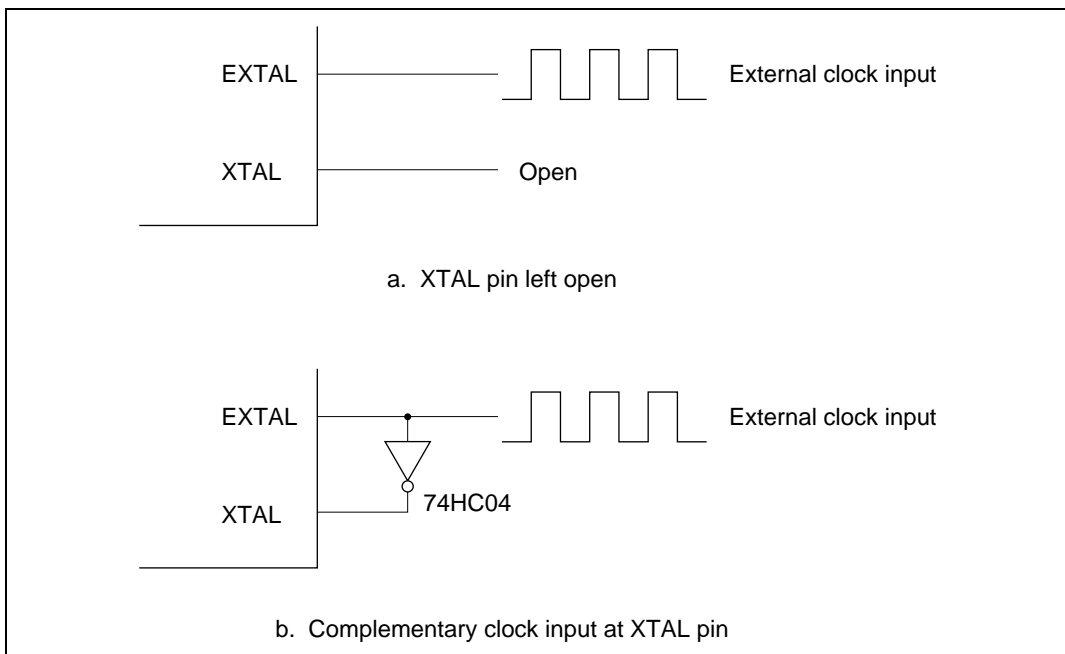 EXTAL External clock input
XTAL Open
a. XTAL pin left open
EXTAL External clock input
74HC04
XTAL
b. Complementary clock input at XTAL pin